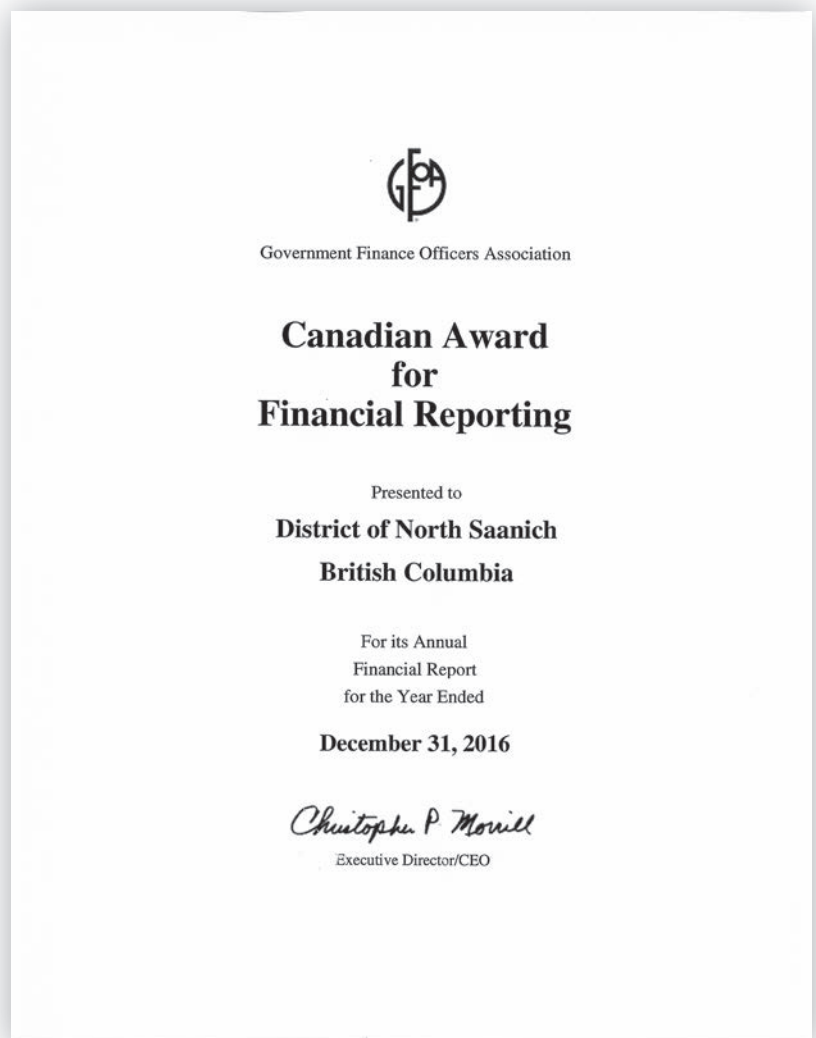 GFOA
Government Finance Officers Association
Canadian Award
for
Financial Reporting
Presented to
District of North Saanich
British Columbia
For its Annual
Financial Report
for the Year Ended
December 31, 2016
Christopher P. Morrill
Executive Director/CEO